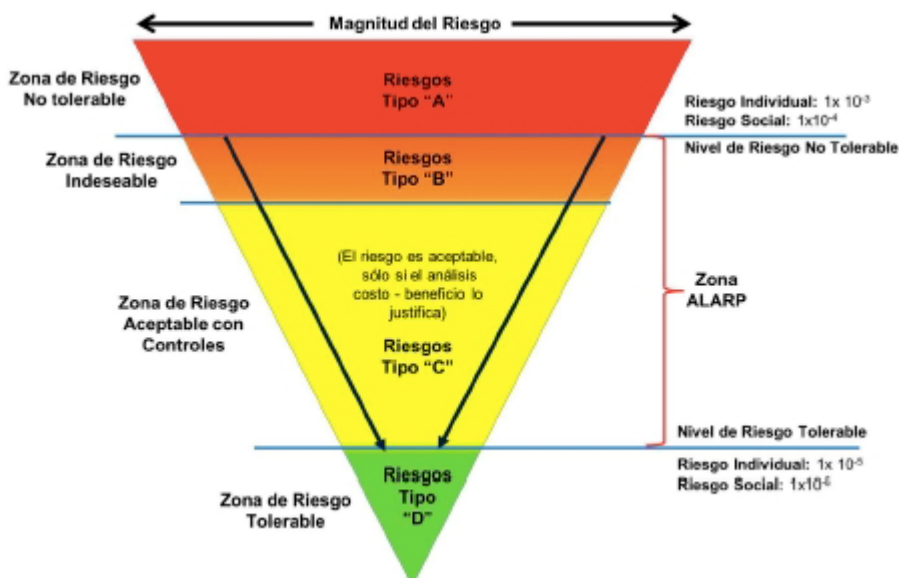 Magnitud del Riesgo
Zona de Riesgo
No tolerable
Riesgos
Tipo "A"
Riesgo Individual: 1x 10⁻³
Riesgo Social: 1x10⁻⁴
Nivel de Riesgo No Tolerable
Zona de Riesgo
Indeseable
Riesgos
Tipo "B"
(El riesgo es aceptable,
sólo si el análisis
costo - beneficio lo
justifica)
Zona de Riesgo
Aceptable con
Controles
Riesgos
Tipo "C"
Zona
ALARP
Nivel de Riesgo Tolerable
Riesgo Individual: 1x 10⁻⁵
Riesgo Social:
Zona de Riesgo
Tolerable
Riesgos
Tipo
"D"